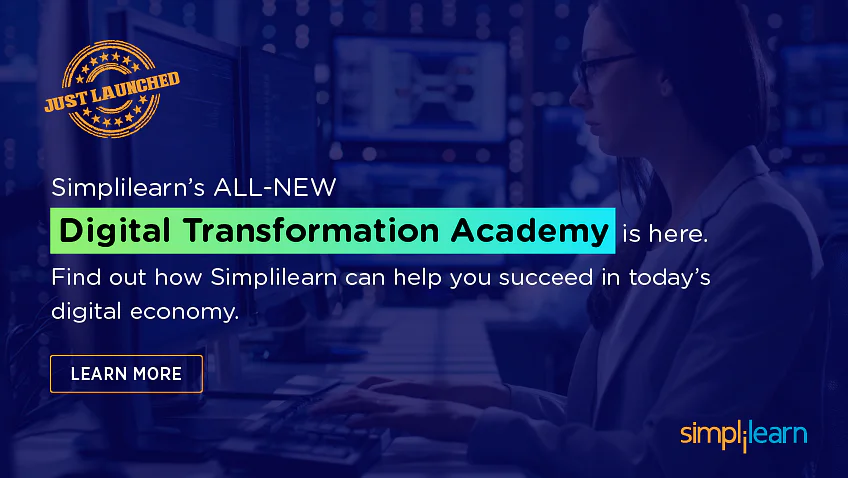 JUST LAUNCHED
Simplilearn's ALL-NEW
Digital Transformation Academy is here.
Find out how Simplilearn can help you succeed in today's
digital economy.
LEARN MORE
simplilearn